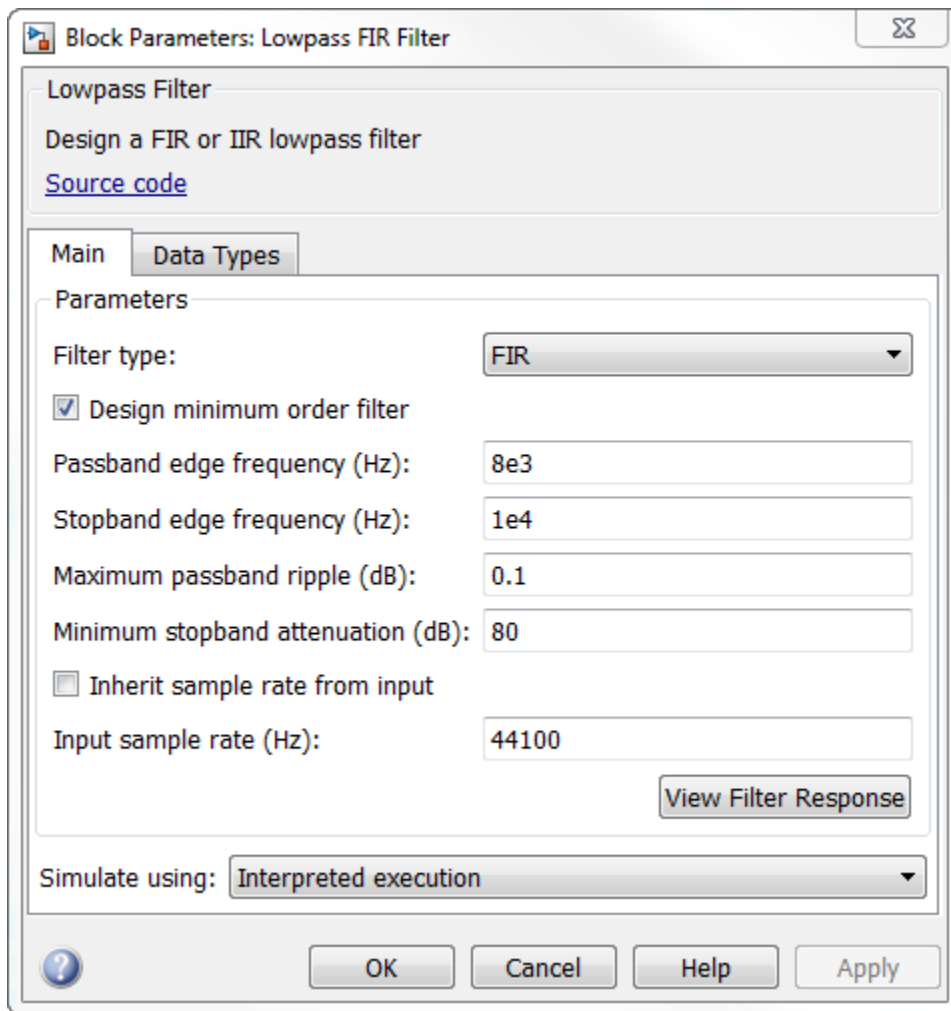 Block Parameters: Lowpass FIR Filter
Lowpass Filter
Design a FIR or IIR lowpass filter
Source code
Main Data Types
Parameters
Filter type: FIR
Design minimum order filter
Passband edge frequency (Hz): 8e3
Stopband edge frequency (Hz): 1e4
Maximum passband ripple (dB): 0.1
Minimum stopband attenuation (dB): 80
Inherit sample rate from input
Input sample rate (Hz): 44100
View Filter Response
Simulate using: Interpreted execution
? OK Cancel Help Apply